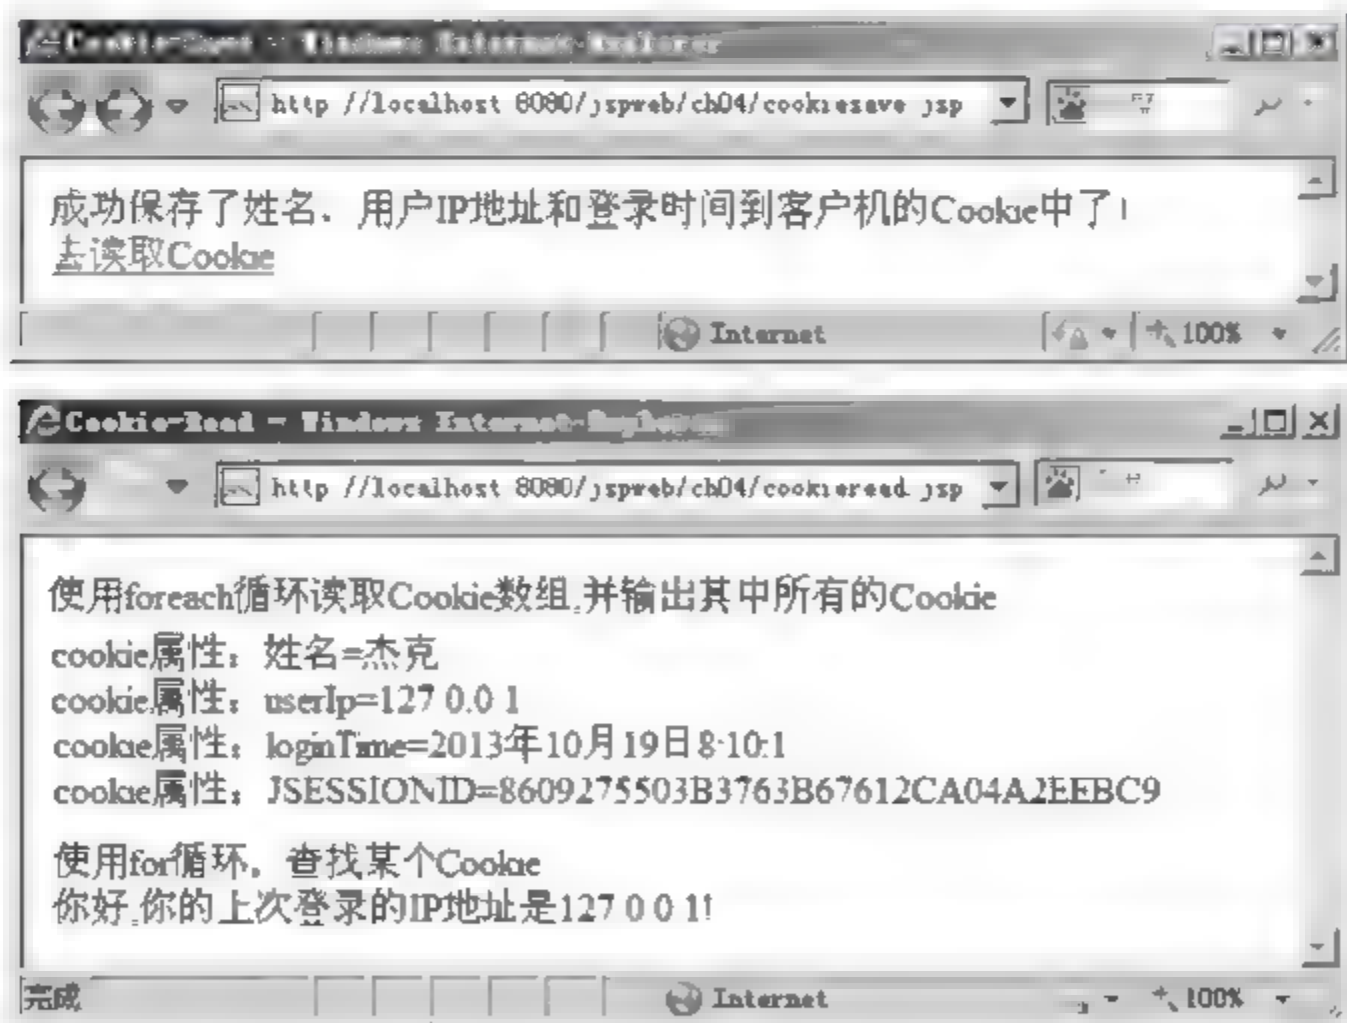 Windows Internet Explorer
http //localhost 8080/jspweb/ch04/cookiesave jsp
成功保存了姓名、用户IP地址和登录时间到客户机的Cookie中了!
去读取Cookie
Internet 100%
Cookie-Read - Windows Internet Explorer
http //localhost 8080/jspweb/ch04/cookieread jsp
使用foreach循环读取Cookie数组,并输出其中所有的Cookie
cookie属性：姓名=杰克
cookie属性：userIp=127 0.0 1
cookie属性：loginTime=2013年10月19日8:10:1
cookie属性：JSESSIONID=8609275503B3763B67612CA04A2EEBC9
使用for循环，查找某个Cookie
你好,你的上次登录的IP地址是127 0 0 1!
完成 Internet 100%